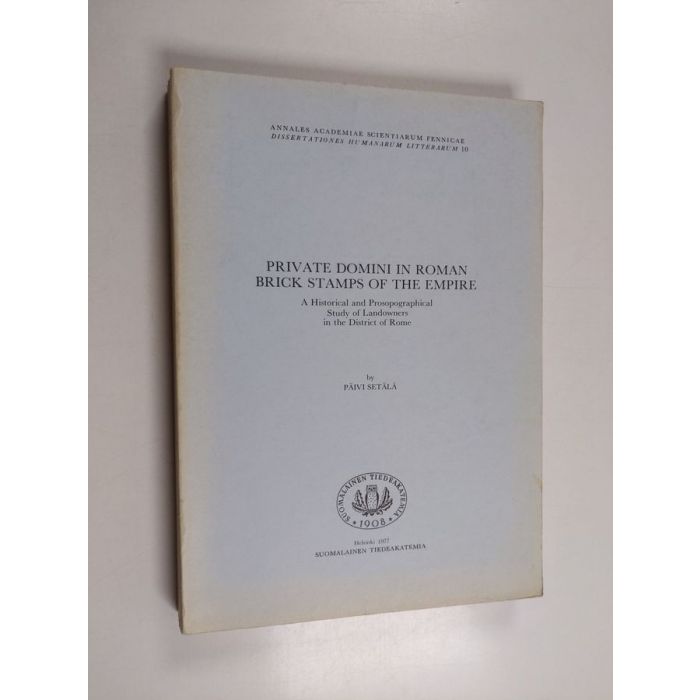 ANNALES ACADEMIAE SCIENTIARUM FENNICAE
DISSERTATIONES HUMANARUM LITTERARUM 10
PRIVATE DOMINI IN ROMAN
BRICK STAMPS OF THE EMPIRE
A Historical and Prosopographical
Study of Landowners
in the District of Rome
by
PÄIVI SETÄLÄ
SUOMALAINEN TIEDEAKATEMIA
• 1908 •
Helsinki 1977
SUOMALAINEN TIEDEAKATEMIA